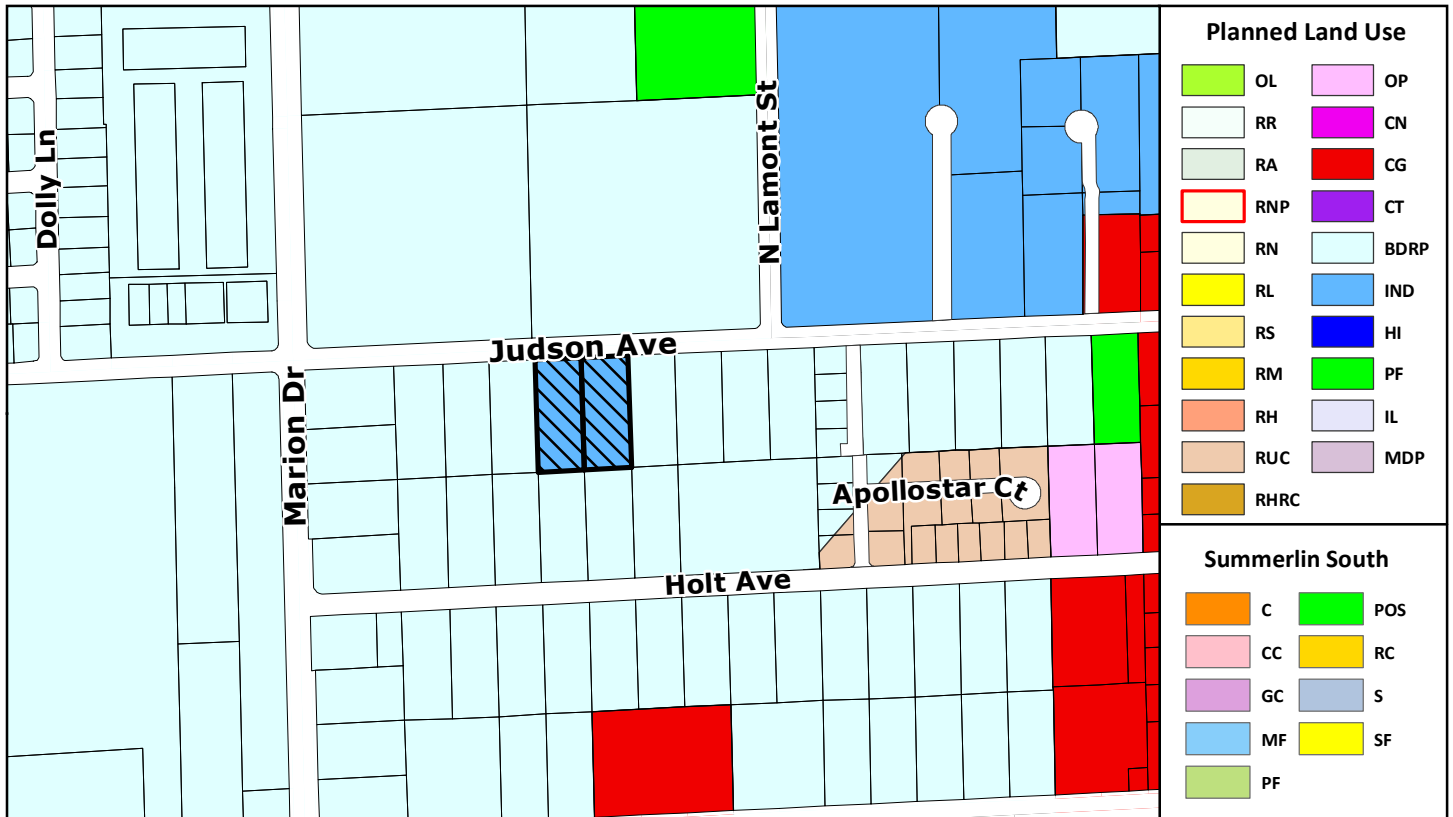 Dolly Ln
N Lamont St
Judson Ave
Marion Dr
Apollostar Ct
Holt Ave
Planned Land Use
OL OP
RR CN
RA CG
RNP CT
RN BDRP
RL IND
RS HI
RM PF
RH IL
RUC MDP
RHRC
Summerlin South
C POS
CC RC
GC S
MF SF
PF